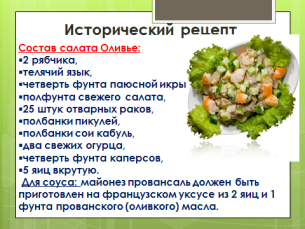 Исторический рецепт
Состав салата Оливье:
▪2 рябчика,
▪телячий язык,
▪четверть фунта паюсной икры
▪полфунта свежего салата,
▪25 штук отварных раков,
▪полбанки пикулей,
▪полбанки сои кабуль,
▪два свежих огурца,
▪четверть фунта каперсов,
▪5 яиц вкрутую.
Для соуса: майонез провансаль должен быть
приготовлен на французском уксусе из 2 яиц и 1
фунта прованского (оливкого) масла.